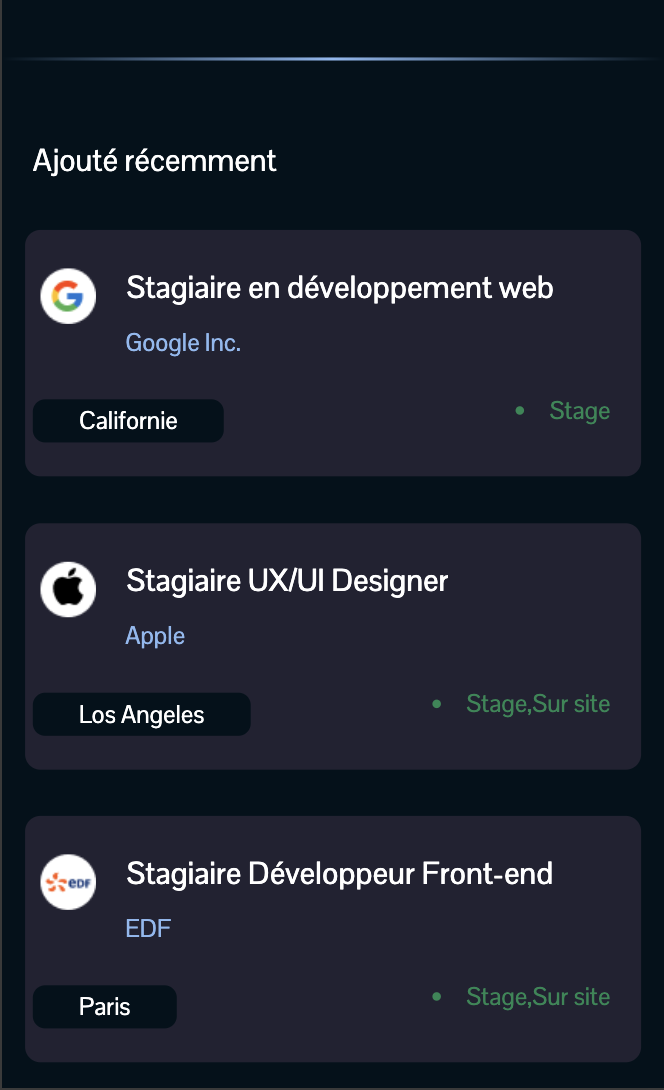 Ajouté récemment
Stagiaire en développement web
Google Inc.
Californie
• Stage
Stagiaire UX/UI Designer
Apple
Los Angeles
• Stage,Sur site
Stagiaire Développeur Front-end
eDF
EDF
Paris
• Stage,Sur site